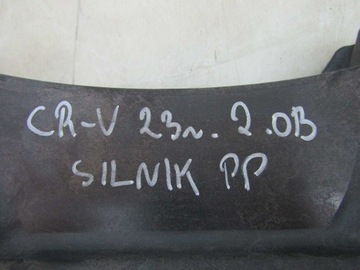 CR-V 23r. 2.0B
SILNIK PP